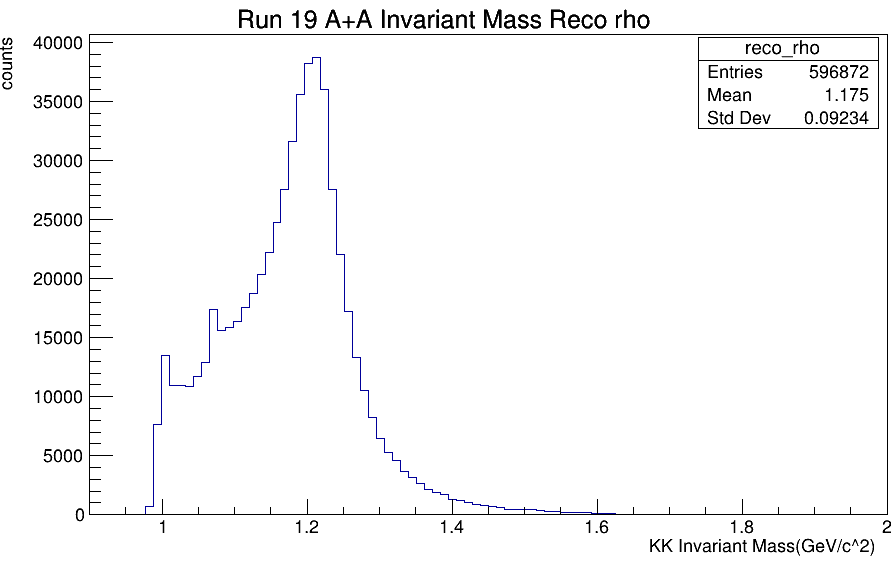 Run 19 A+A Invariant Mass Reco rho
counts
reco_rho
Entries 596872
Mean 1.175
Std Dev 0.09234
40000
35000
30000
25000
20000
15000
10000
5000
0
1 1.2 1.4 1.6 1.8 2
KK Invariant Mass(GeV/c^2)